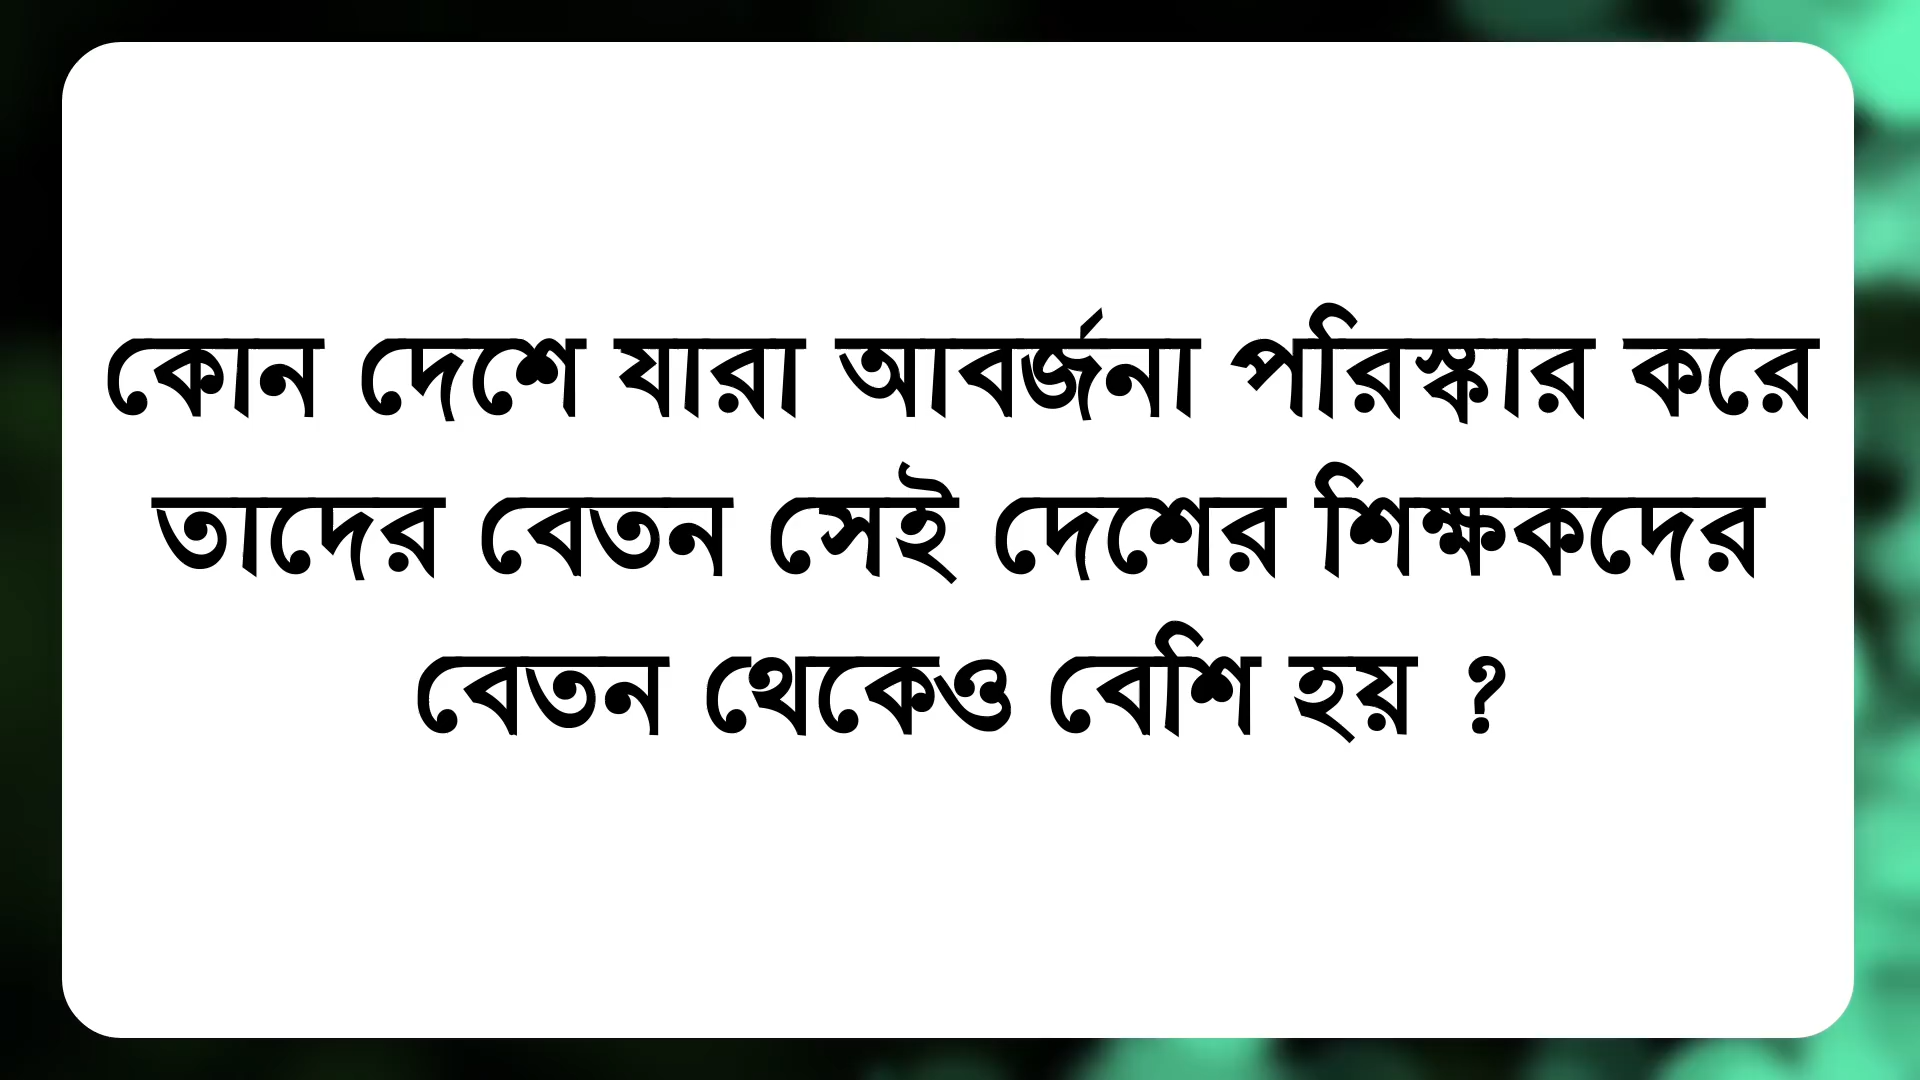 কোন দেশে যারা আবর্জনা পরিস্কার করে
তাদের বেতন সেই দেশের শিক্ষকদের
বেতন থেকেও বেশি হয় ?